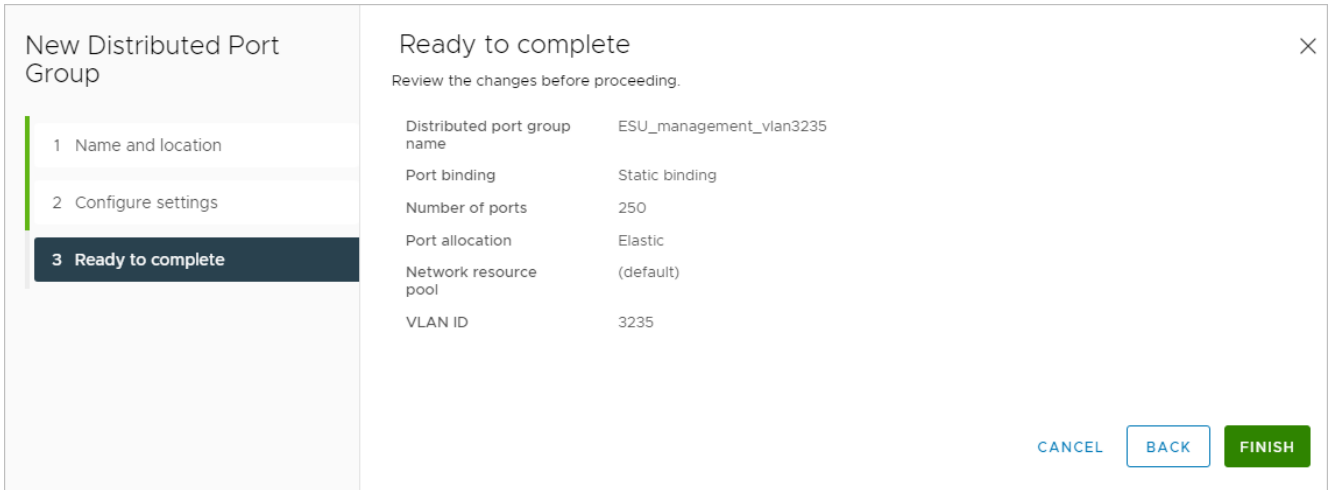 New Distributed Port
Group
1 Name and location
2 Configure settings
3 Ready to complete
Ready to complete
Review the changes before proceeding.
Distributed port group
name
ESU_management_vlan3235
Port binding
Static binding
Number of ports
250
Port allocation
Elastic
Network resource
pool
(default)
VLAN ID
3235
CANCEL
BACK
FINISH